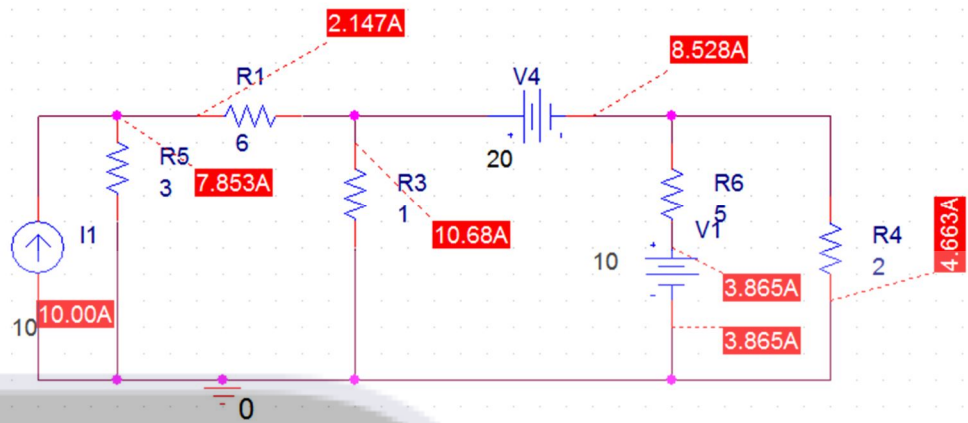 2.147A
8.528A
R1
6
V4
+
-
20
R5
3
7.853A
R3
1
10.68A
R6
5
V1
+
10
-
3.865A
3.865A
R4
2
4.663A
I1
10
10.00A
0